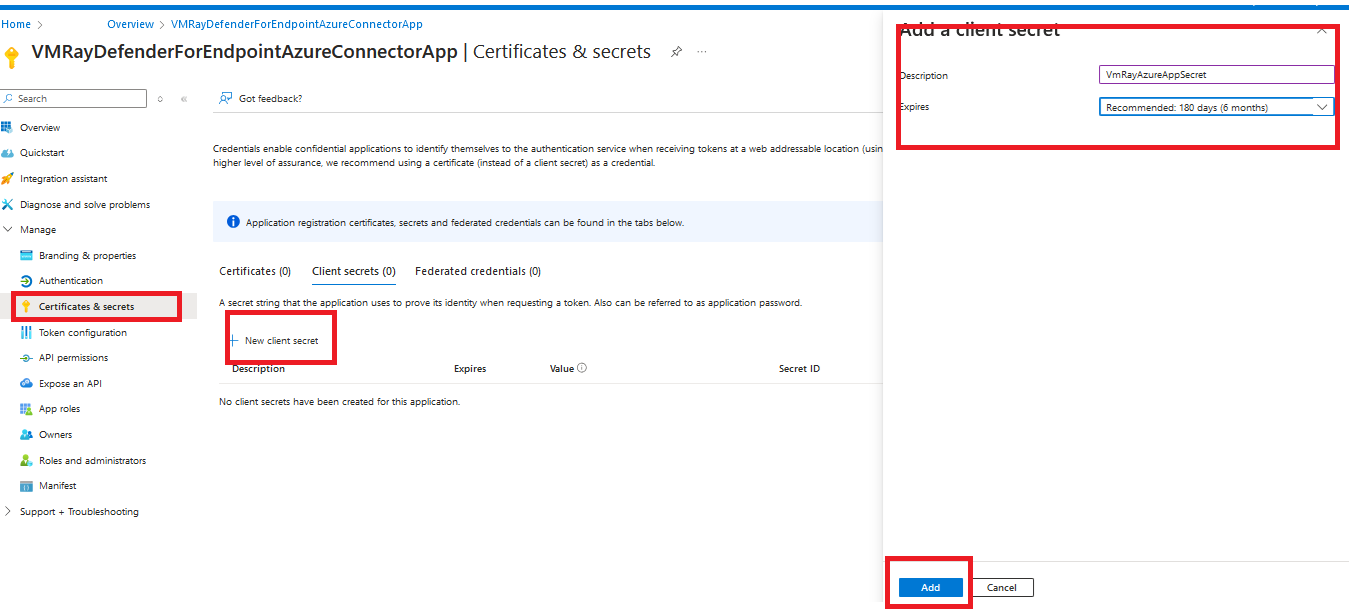 Home > Overview > VMRayDefenderForEndpointAzureConnectorApp
VMRayDefenderForEndpointAzureConnectorApp | Certificates & secrets
Search
Overview
Quickstart
Integration assistant
Diagnose and solve problems
Manage
Branding & properties
Authentication
Certificates & secrets
Token configuration
API permissions
Expose an API
App roles
Owners
Roles and administrators
Manifest
Support + Troubleshooting
Got feedback?
Credentials enable confidential applications to identify themselves to the authentication service when receiving tokens at a web addressable location (usin
higher level of assurance, we recommend using a certificate (instead of a client secret) as a credential.
Application registration certificates, secrets and federated credentials can be found in the tabs below.
Certificates (0) Client secrets (0) Federated credentials (0)
A secret string that the application uses to prove its identity when requesting a token. Also can be referred to as application password.
New client secret
Description Expires Value Secret ID
No client secrets have been created for this application.
Add a client secret
Description VmRayAzureAppSecret
Expires Recommended: 180 days (6 months)
Add Cancel